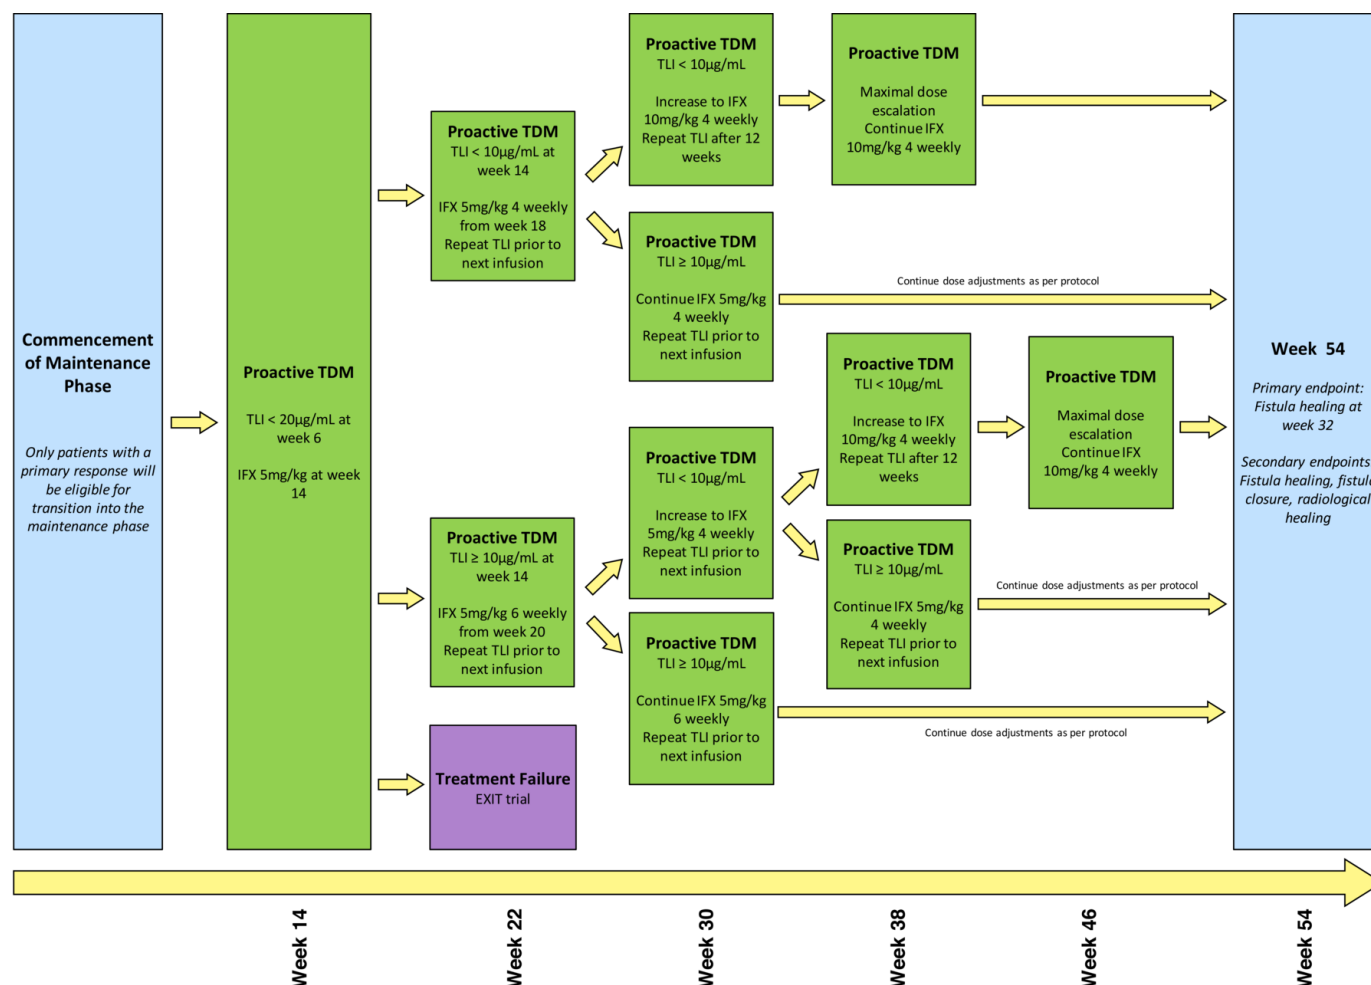 Commencement
of Maintenance
Phase
Only patients with a
primary response will
be eligible for
transition into the
maintenance phase
Proactive TDM
TLI < 20µg/mL at
week 6
IFX 5mg/kg at week
14
Proactive TDM
TLI < 10µg/mL at
week 14
IFX 5mg/kg 4 weekly
from week 18
Repeat TLI prior to
next infusion
Proactive TDM
TLI ≥ 10µg/mL at
week 14
IFX 5mg/kg 6 weekly
from week 20
Repeat TLI prior to
next infusion
Treatment Failure
EXIT trial
Proactive TDM
TLI < 10µg/mL
Increase to IFX
10mg/kg 4 weekly
Repeat TLI after 12
weeks
Proactive TDM
TLI ≥ 10µg/mL
Continue IFX 5mg/kg
4 weekly
Repeat TLI prior to
next infusion
Proactive TDM
TLI < 10µg/mL
Increase to IFX
5mg/kg 4 weekly
Repeat TLI prior to
next infusion
Proactive TDM
TLI ≥ 10µg/mL
Continue IFX 5mg/kg
6 weekly
Repeat TLI prior to
next infusion
Proactive TDM
Maximal dose
escalation
Continue IFX
10mg/kg 4 weekly
Continue dose adjustments as per protocol
Proactive TDM
TLI < 10µg/mL
Increase to IFX
10mg/kg 4 weekly
Repeat TLI after 12
weeks
Proactive TDM
TLI ≥ 10µg/mL
Continue IFX 5mg/kg
4 weekly
Repeat TLI prior to
next infusion
Proactive TDM
Maximal dose
escalation
Continue IFX
10mg/kg 4 weekly
Continue dose adjustments as per protocol
Continue dose adjustments as per protocol
Week 54
Primary endpoint:
Fistula healing at
week 32
Secondary endpoints
Fistula healing, fistula
closure, radiological
healing
Week 14
Week 22
Week 30
Week 38
Week 46
Week 54